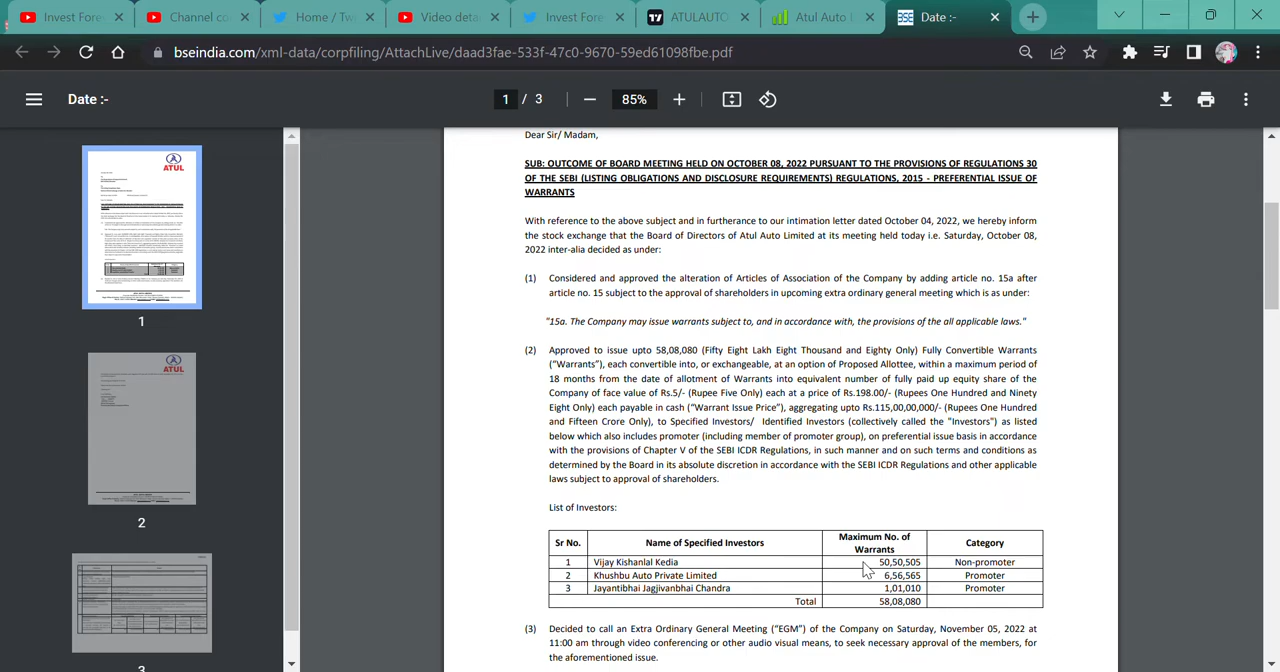 Invest Fore
Channel co
Home / Tw
Video deta
Invest Fore
ATULAUTO
Atul Auto
Date :-
bseindia.com/xml-data/corpfiling/AttachLive/daad3fae-533f-47c0-9670-59ed61098fbe.pdf
Date :-
1 / 3
85%
ATUL
1
ATUL
2
3
Dear Sir/ Madam,
SUB: OUTCOME OF BOARD MEETING HELD ON OCTOBER 08, 2022 PURSUANT TO THE PROVISIONS OF REGULATIONS 30
OF THE SEBI (LISTING OBLIGATIONS AND DISCLOSURE REQUIREMENTS) REGULATIONS, 2015 - PREFERENTIAL ISSUE OF
WARRANTS
With reference to the above subject and in furtherance to our intimation letter dated October 04, 2022, we hereby inform
the stock exchange that the Board of Directors of Atul Auto Limited at its meeting held today i.e. Saturday, October 08,
2022 inter-alia decided as under:
(1) Considered and approved the alteration of Articles of Association of the Company by adding article no. 15a after
article no. 15 subject to the approval of shareholders in upcoming extra ordinary general meeting which is as under:
"15a. The Company may issue warrants subject to, and in accordance with, the provisions of the all applicable laws."
(2) Approved to issue upto 58,08,080 (Fifty Eight Lakh Eight Thousand and Eighty Only) Fully Convertible Warrants
("Warrants"), each convertible into, or exchangeable, at an option of Proposed Allottee, within a maximum period of
18 months from the date of allotment of Warrants into equivalent number of fully paid up equity share of the
Company of face value of Rs.5/- (Rupee Five Only) each at a price of Rs.198.00/- (Rupees One Hundred and Ninety
Eight Only) each payable in cash ("Warrant Issue Price"), aggregating upto Rs.115,00,00,000/- (Rupees One Hundred
and Fifteen Crore Only), to Specified Investors/ Identified Investors (collectively called the "Investors") as listed
below which also includes promoter (including member of promoter group), on preferential issue basis in accordance
with the provisions of Chapter V of the SEBI ICDR Regulations, in such manner and on such terms and conditions as
determined by the Board in its absolute discretion in accordance with the SEBI ICDR Regulations and other applicable
laws subject to approval of shareholders.
List of Investors:
Sr No. Name of Specified Investors Maximum No. of Warrants Category
1 Vijay Kishanlal Kedia 50,50,505 Non-promoter
2 Khushbu Auto Private Limited 6,56,565 Promoter
3 Jayantibhai Jagjivanbhai Chandra 1,01,010 Promoter
Total 58,08,080
(3) Decided to call an Extra Ordinary General Meeting ("EGM") of the Company on Saturday, November 05, 2022 at
11:00 am through video conferencing or other audio visual means, to seek necessary approval of the members, for
the aforementioned issue.